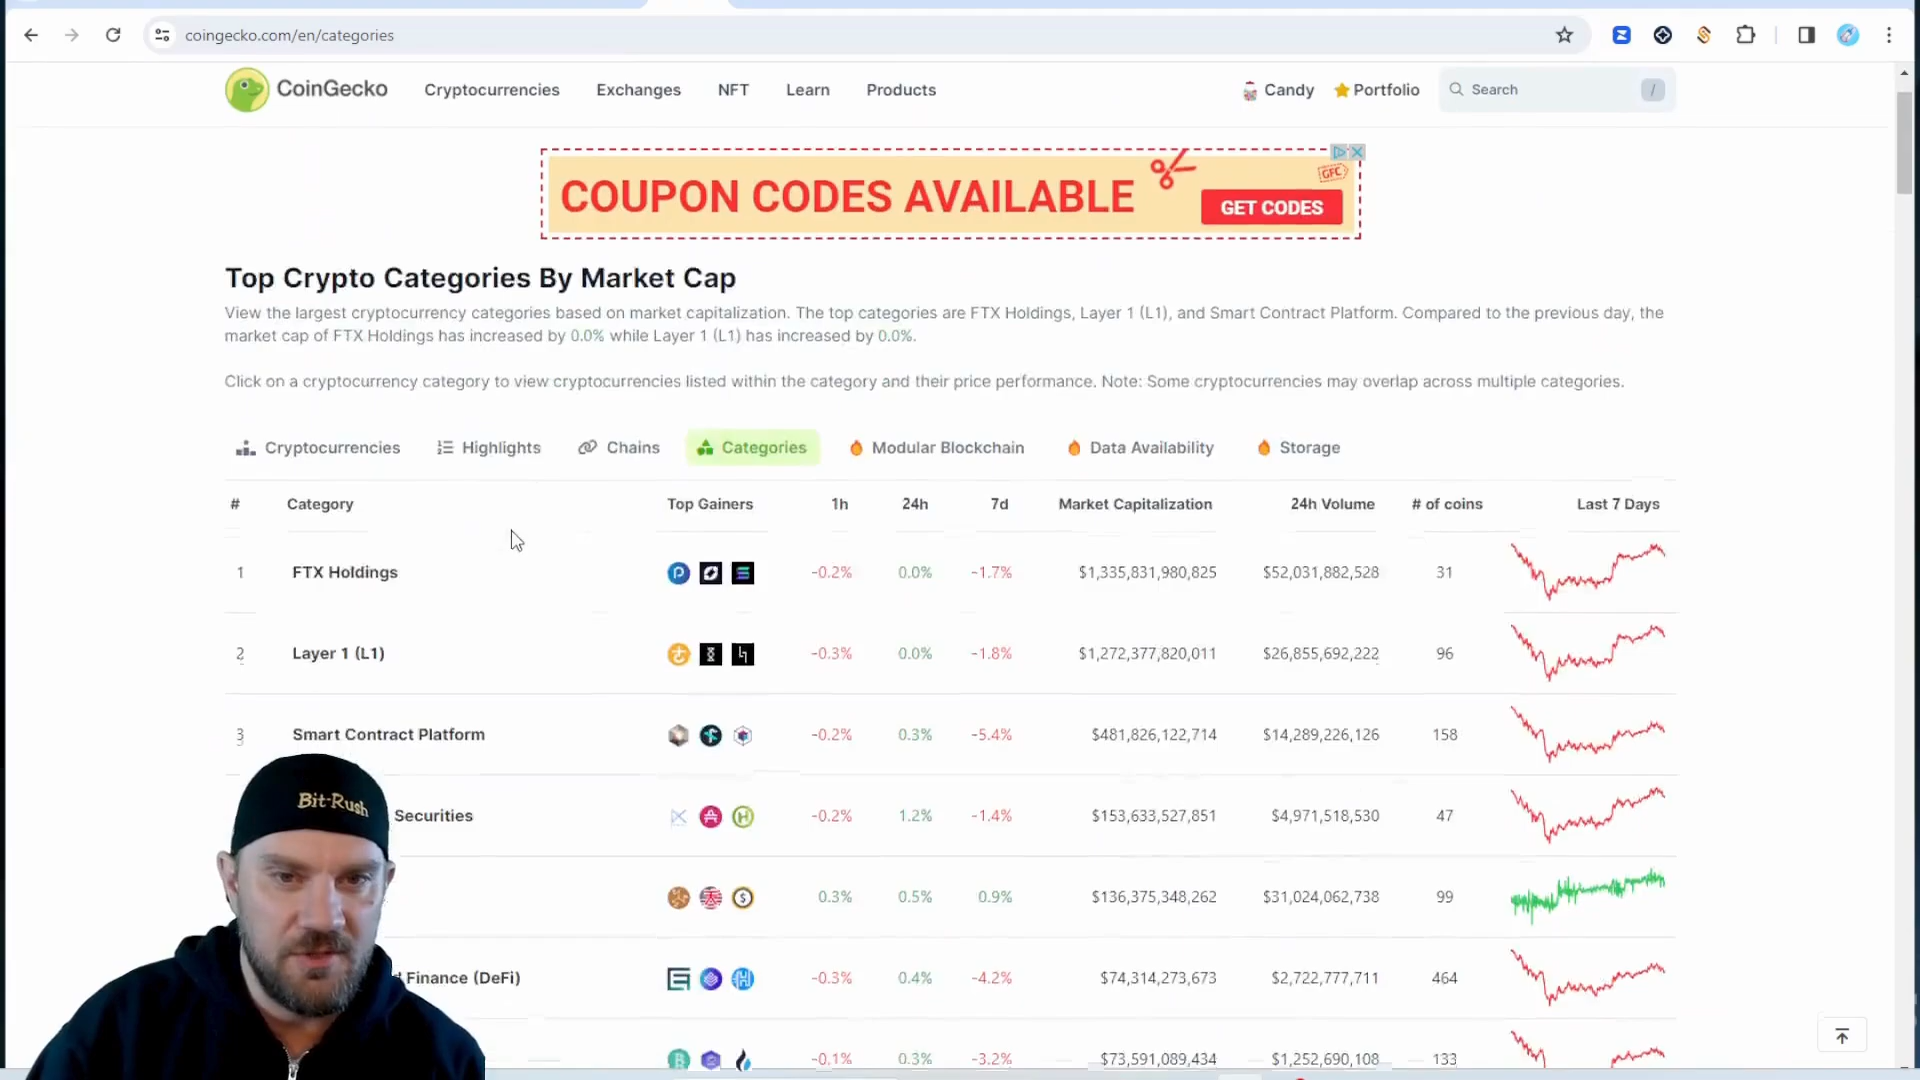 coingecko.com/en/categories
CoinGecko Cryptocurrencies Exchanges NFT Learn Products Candy Portfolio Search /
COUPON CODES AVAILABLE GET CODES GFC
Top Crypto Categories By Market Cap
View the largest cryptocurrency categories based on market capitalization. The top categories are FTX Holdings, Layer 1 (L1), and Smart Contract Platform. Compared to the previous day, the
market cap of FTX Holdings has increased by 0.0% while Layer 1 (L1) has increased by 0.0%.
Click on a cryptocurrency category to view cryptocurrencies listed within the category and their price performance. Note: Some cryptocurrencies may overlap across multiple categories.
Cryptocurrencies Highlights Chains Categories Modular Blockchain Data Availability Storage
# Category Top Gainers 1h 24h 7d Market Capitalization 24h Volume # of coins Last 7 Days
1 FTX Holdings -0.2% 0.0% -1.7% $1,335,831,980,825 $52,031,882,528 31
2 Layer 1 (L1) -0.3% 0.0% -1.8% $1,272,377,820,011 $26,855,692,222 96
3 Smart Contract Platform -0.2% 0.3% -5.4% $481,826,122,714 $14,289,226,126 158
Securities -0.2% 1.2% -1.4% $153,633,527,851 $4,971,518,530 47
0.3% 0.5% 0.9% $136,375,348,262 $31,024,062,738 99
d Finance (DeFi) -0.3% 0.4% -4.2% $74,314,273,673 $2,722,777,711 464
-0.1% 0.3% -3.2% $73,591,089,434 $1,252,690,108 133
Bit-Rush